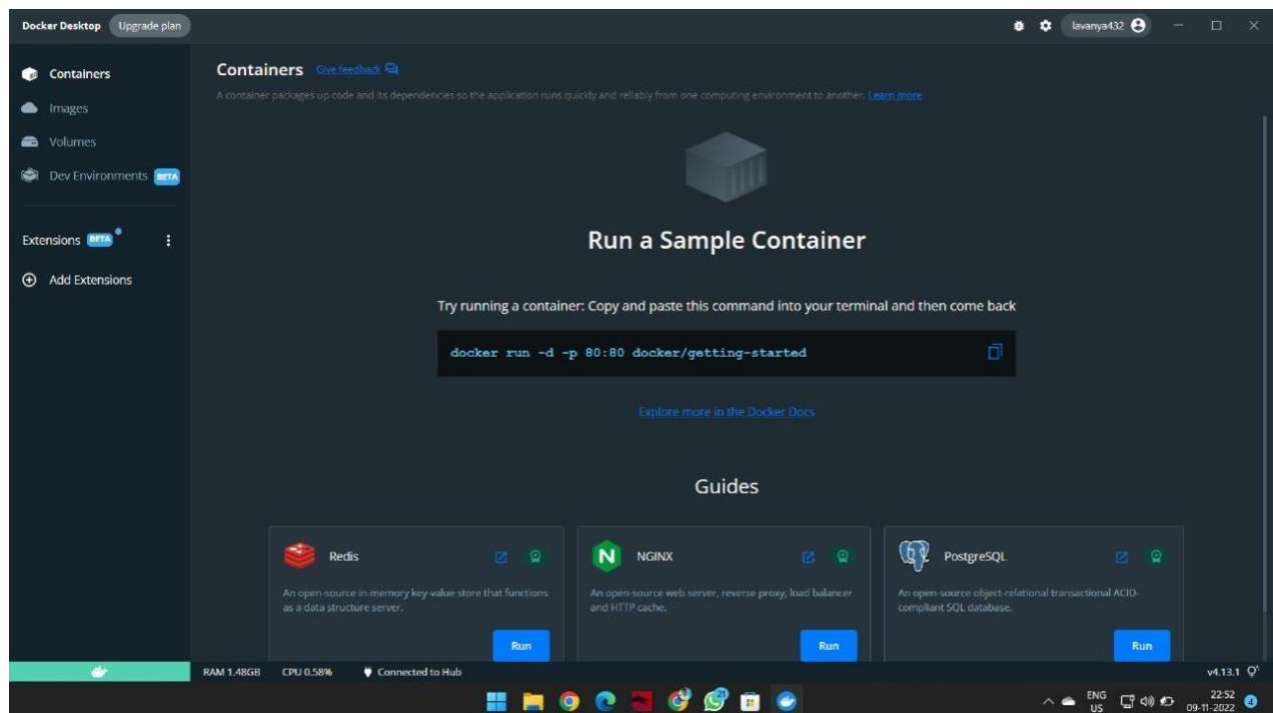 Docker Desktop Upgrade plan
lavanya432
Containers
Images
Volumes
Dev Environments BETA
Extensions BETA
Add Extensions
Containers Give feedback
A container packages up code and its dependencies so the application runs quickly and reliably from one computing environment to another. Learn more
Run a Sample Container
Try running a container: Copy and paste this command into your terminal and then come back
docker run -d -p 80:80 docker/getting-started
Explore more in the Docker Docs
Guides
Redis
An open-source in-memory key-value store that functions
as a data structure server.
Run
NGINX
An open-source web server, reverse proxy, load balancer
and HTTP cache.
Run
PostgreSQL
An open-source object-relational transactional ACID-
compliant SQL database.
Run
RAM 1.48GB CPU 0.58% Connected to Hub
v4.13.1
ENG
US
22:52
09-11-2022
4